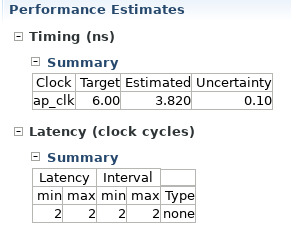 Performance Estimates
Timing (ns)
Summary
Clock Target Estimated Uncertainty
ap_clk 6.00 3.820 0.10
Latency (clock cycles)
Summary
Latency Interval
min max min max Type
2 2 2 2 none